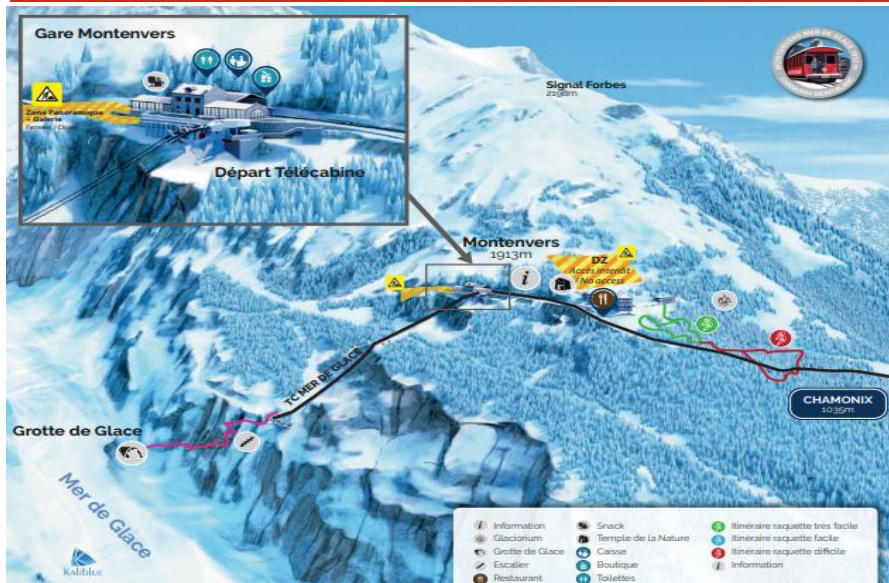 Gare Montenvers
Zone Panoramique
+ Galerie
Départ Télécabine
Signal Forbes
2198m
Montenvers
1913m
DZ
Accès interdit
/ No access
TC MER DE GLACE
CHAMONIX
1035m
Grotte de Glace
Mer de Glace
KALIBLUE
i Information
Glaciorium
Grotte de Glace
Escalier
Restaurant
Snack
Temple de la Nature
Caisse
Boutique
Toilettes
Itinéraire raquette très facile
Itinéraire raquette facile
Itinéraire raquette difficile
i Information